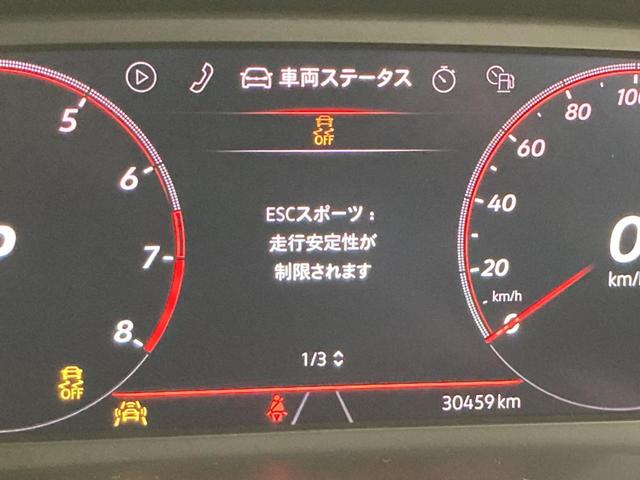 車両ステータス
OFF
ESCスポーツ：
走行安定性が
制限されます
1/3
30459 km
OFF
5
6
7
8
100
80
60
40
20
0
km/h
0
km/h